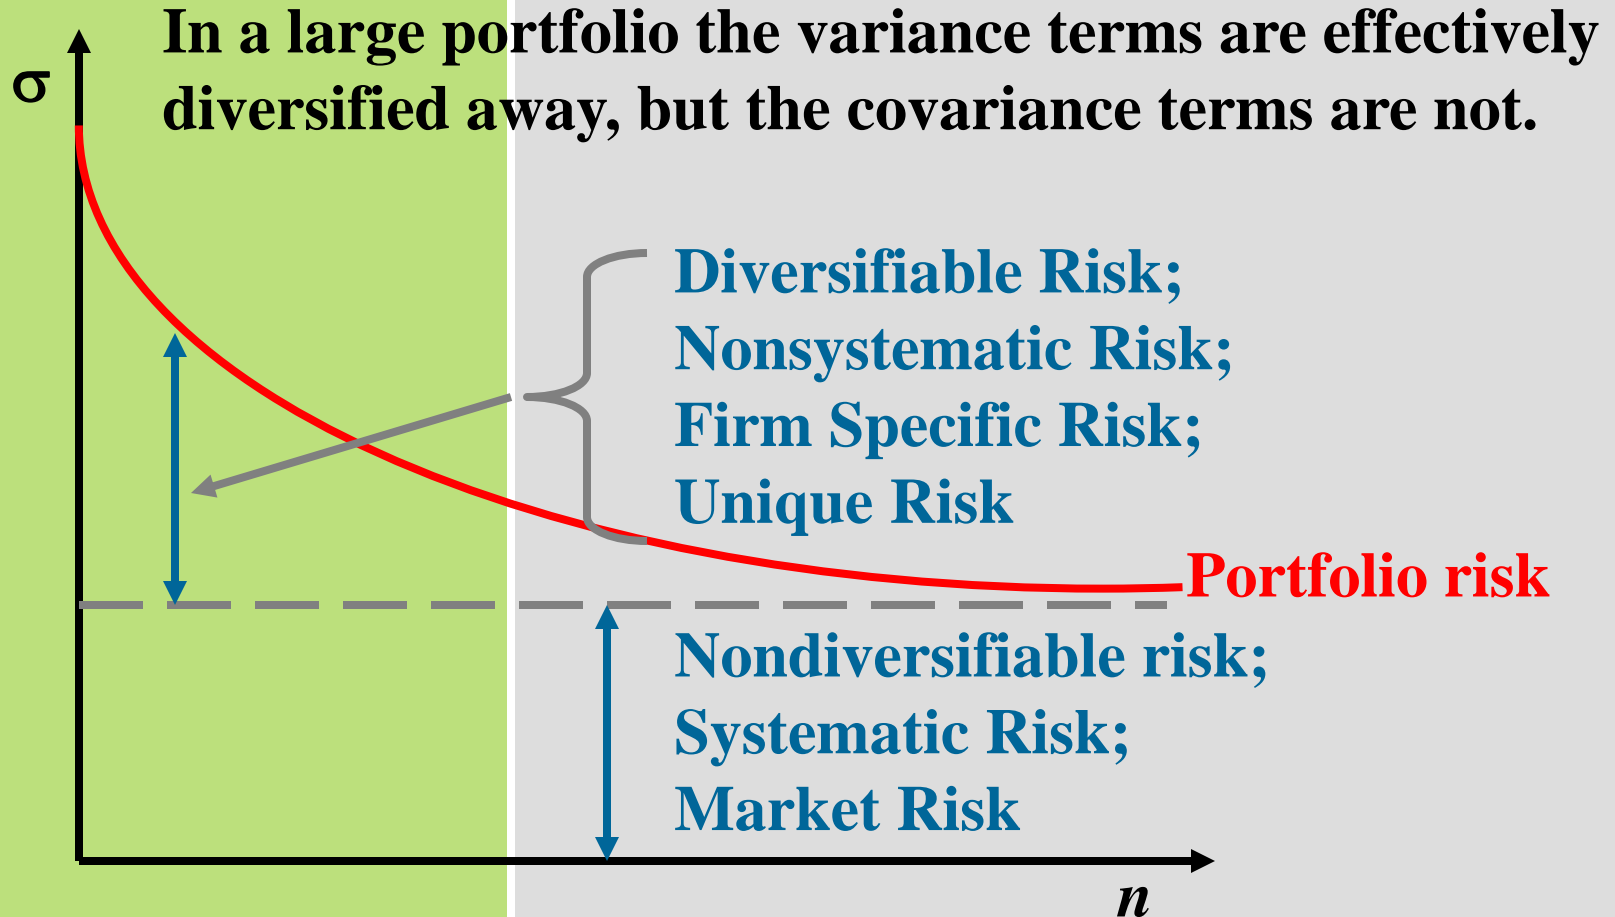 In a large portfolio the variance terms are effectively
diversified away, but the covariance terms are not.
σ
Diversifiable Risk;
Nonsystematic Risk;
Firm Specific Risk;
Unique Risk
Portfolio risk
Nondiversifiable risk;
Systematic Risk;
Market Risk
n